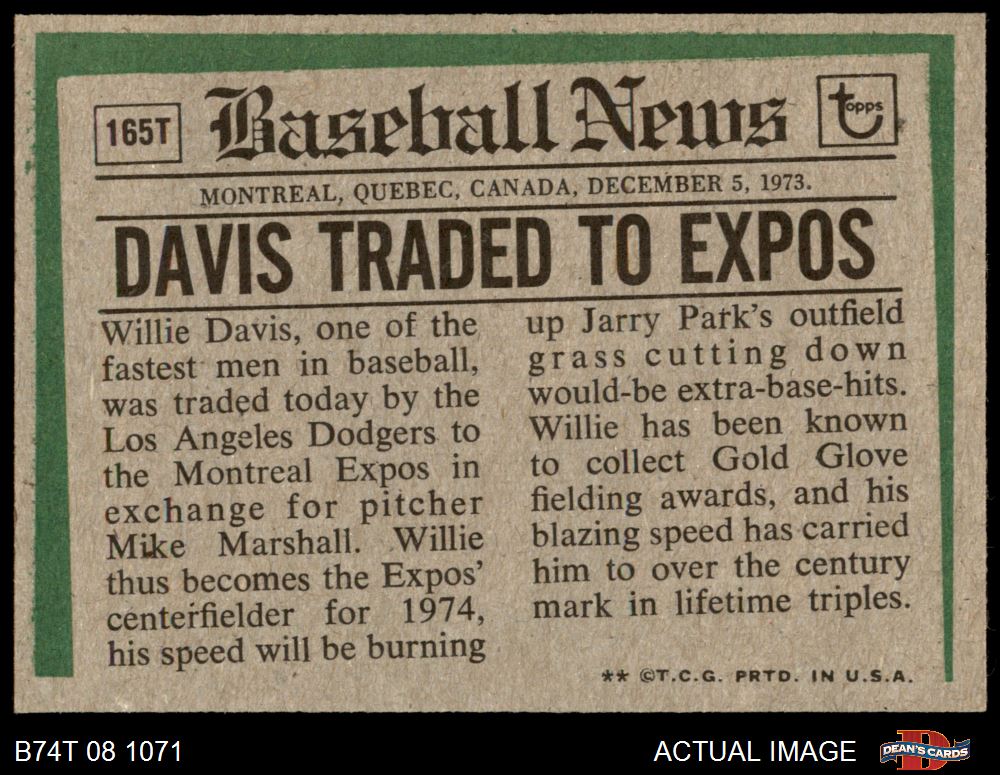 165T
Baseball News
topps
MONTREAL, QUEBEC, CANADA, DECEMBER 5, 1973.
DAVIS TRADED TO EXPOS
Willie Davis, one of the
fastest men in baseball,
was traded today by the
Los Angeles Dodgers to
the Montreal Expos in
exchange for pitcher
Mike Marshall. Willie
thus becomes the Expos'
centerfielder for 1974,
his speed will be burning
up Jarry Park's outfield
grass cutting down
would-be extra-base-hits.
Willie has been known
to collect Gold Glove
fielding awards, and his
blazing speed has carried
him to over the century
mark in lifetime triples.
** ©T.C.G. PRTD. IN U.S.A.
B74T 08 1071
ACTUAL IMAGE
D
DEAN'S CARDS